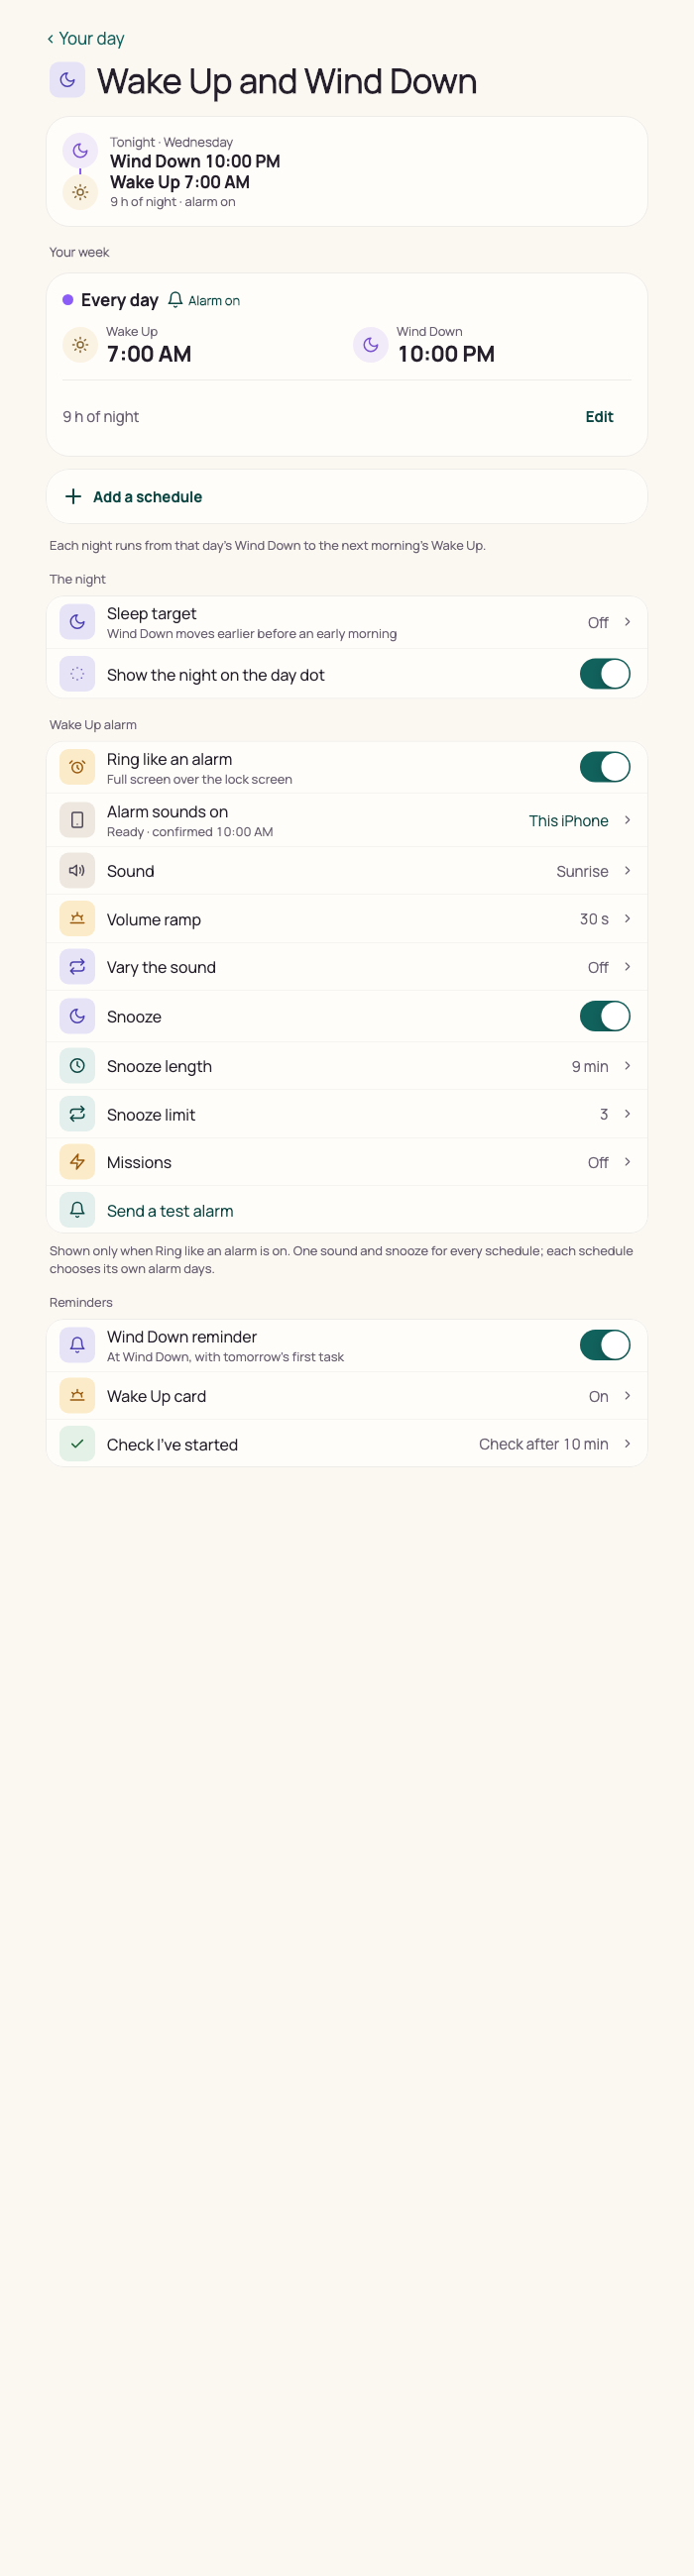 ‹ Your day
Wake Up and Wind Down
Tonight · Wednesday
Wind Down 10:00 PM
Wake Up 7:00 AM
9 h of night · alarm on
Your week
Every day Alarm on
Wake Up
7:00 AM
Wind Down
10:00 PM
9 h of night
Edit
Add a schedule
Each night runs from that day's Wind Down to the next morning's Wake Up.
The night
Sleep target
Wind Down moves earlier before an early morning
Off
Show the night on the day dot
Wake Up alarm
Ring like an alarm
Full screen over the lock screen
Alarm sounds on
Ready · confirmed 10:00 AM
This iPhone
Sound
Sunrise
Volume ramp
30 s
Vary the sound
Off
Snooze
Snooze length
9 min
Snooze limit
3
Missions
Off
Send a test alarm
Shown only when Ring like an alarm is on. One sound and snooze for every schedule; each schedule
chooses its own alarm days.
Reminders
Wind Down reminder
At Wind Down, with tomorrow's first task
Wake Up card
On
Check I've started
Check after 10 min